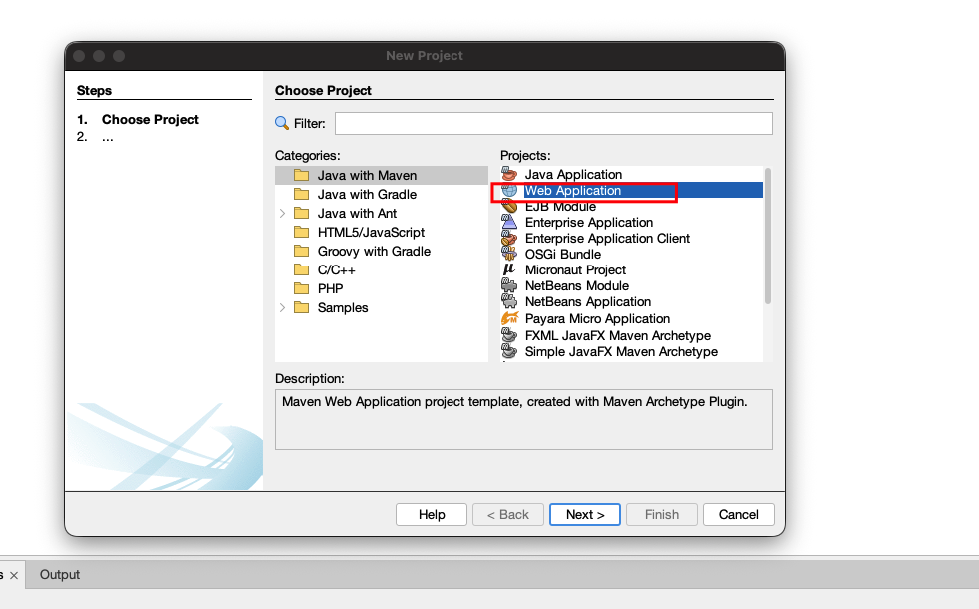 New Project
Steps
1. Choose Project
2. ...
Choose Project
Filter:
Categories:
Java with Maven
Java with Gradle
Java with Ant
HTML5/JavaScript
Groovy with Gradle
C/C++
PHP
Samples
Projects:
Java Application
Web Application
EJB Module
Enterprise Application
Enterprise Application Client
OSGi Bundle
Micronaut Project
NetBeans Module
NetBeans Application
Payara Micro Application
FXML JavaFX Maven Archetype
Simple JavaFX Maven Archetype
Description:
Maven Web Application project template, created with Maven Archetype Plugin.
Help
< Back
Next >
Finish
Cancel
s × Output